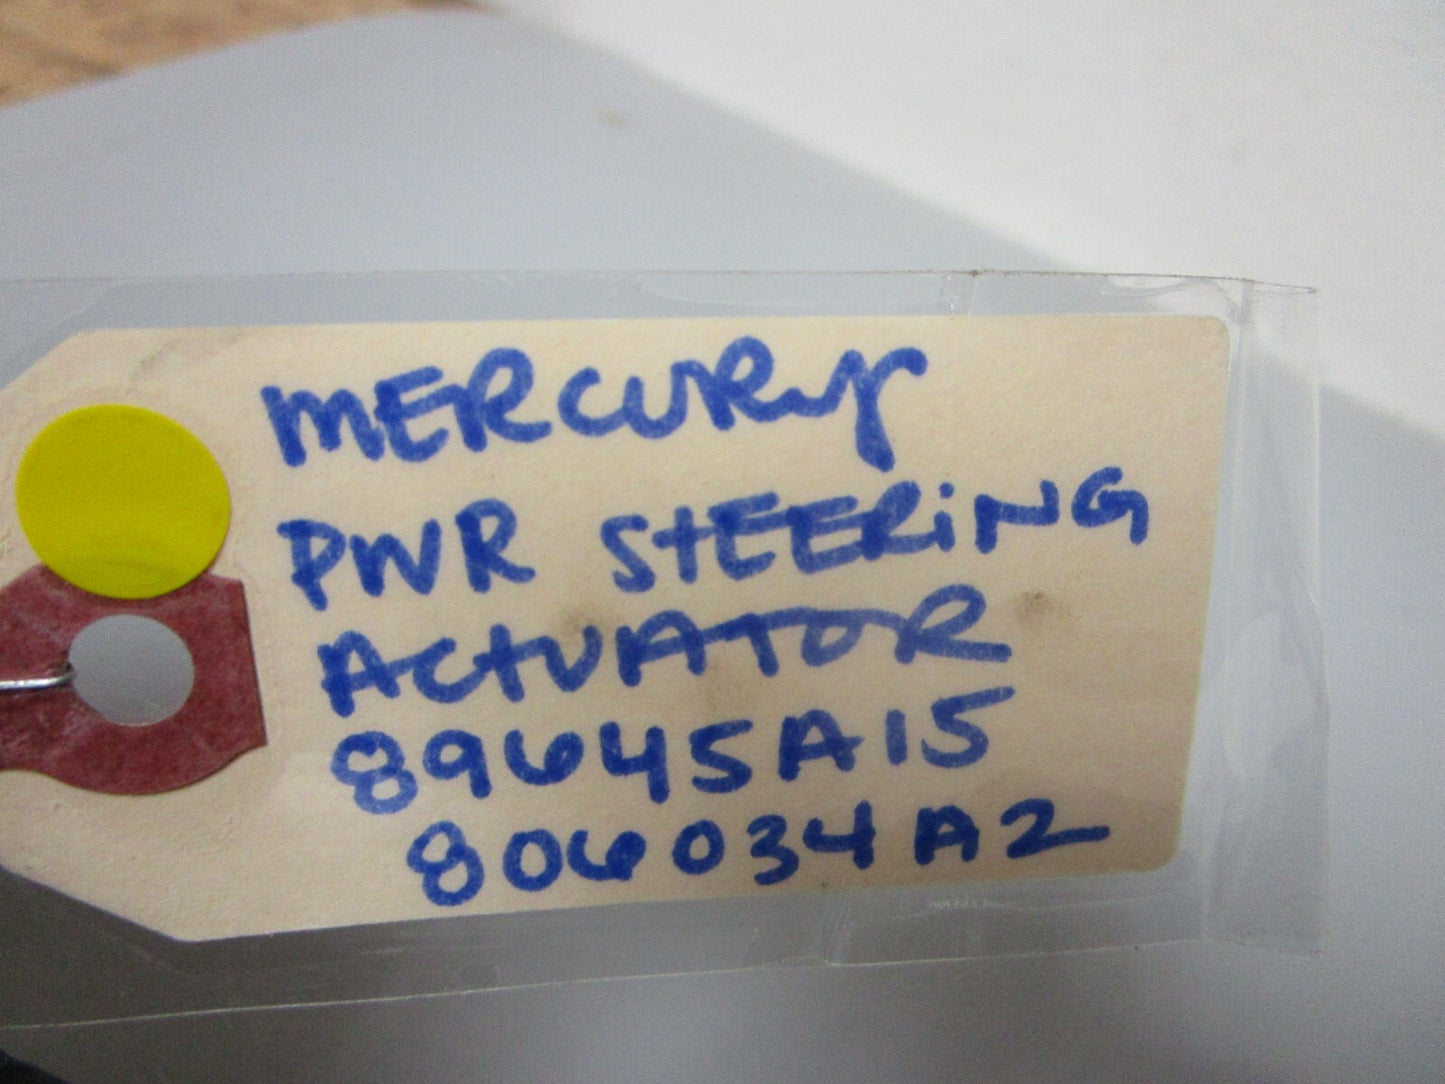 MERCURY
PWR STEERiNG
ACTUATOR
89645A15
806034A2